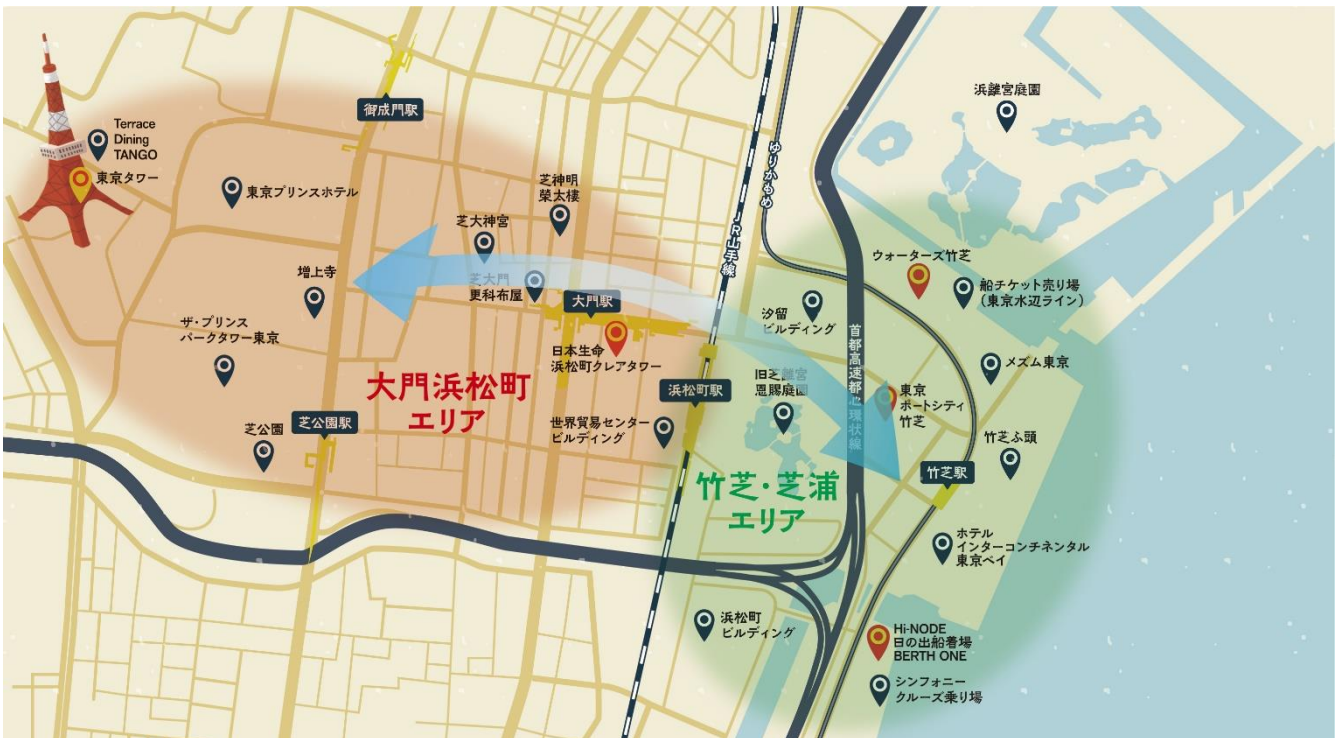 御成門駅
Terrace
Dining
TANGO
東京タワー
東京プリンスホテル
芝神明
榮太樓
芝大神宮
増上寺
芝大門
更科布屋
大門駅
ザ・プリンス
パークタワー東京
日本生命
浜松町クレアタワー
大門浜松町
エリア
芝公園駅
芝公園
世界貿易センター
ビルディング
浜松町駅
JR山手線
ゆりかもめ
浜離宮庭園
ウォーターズ竹芝
船チケット売り場
(東京水辺ライン)
汐留
ビルディング
首都高速都心環状線
メズム東京
旧芝離宮
恩賜庭園
東京
ポートシティ
竹芝
竹芝ふ頭
竹芝駅
竹芝・芝浦
エリア
ホテル
インターコンチネンタル
東京ベイ
浜松町
ビルディング
Hi-NODE
日の出船着場
BERTH ONE
シンフォニー
クルーズ乗り場